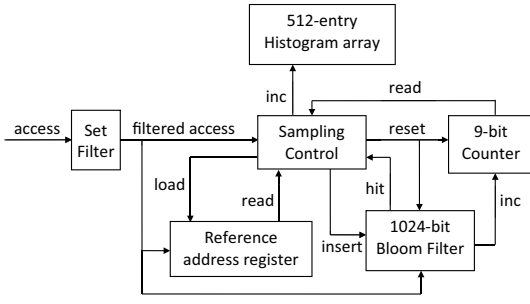 512-entry
Histogram array
inc
read
access
Set
Filter
filtered access
Sampling
Control
reset
9-bit
Counter
load
read
hit
inc
insert
Reference
address register
1024-bit
Bloom Filter